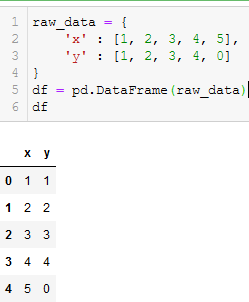 1 raw_data = {
2     'x' : [1, 2, 3, 4, 5],
3     'y' : [1, 2, 3, 4, 0]
4 }
5 df = pd.DataFrame(raw_data)
6 df
x y
0 1 1
1 2 2
2 3 3
3 4 4
4 5 0